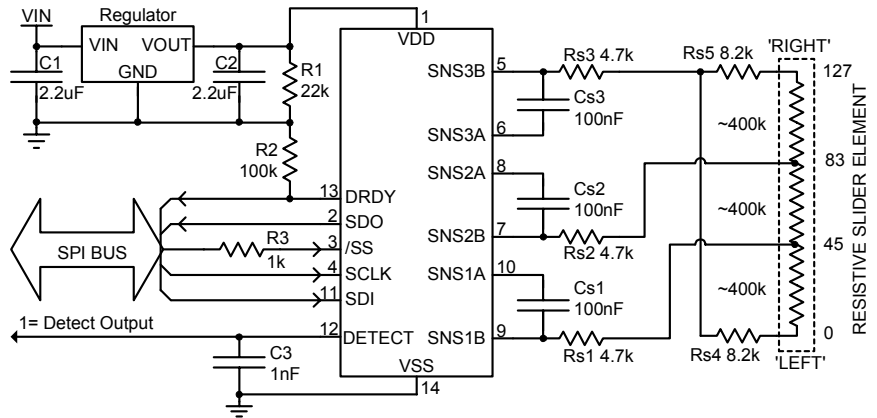 VIN
Regulator
VIN VOUT
GND
C1
2.2uF
C2
2.2uF
R1
22k
R2
100k
SPI BUS
R3
1k
1= Detect Output
C3
1nF
1
VDD
13 DRDY
2 SDO
3 /SS
4 SCLK
11 SDI
12 DETECT
VSS
14
SNS3B 5
SNS3A 6
SNS2A 8
SNS2B 7
SNS1A 10
SNS1B 9
Rs3 4.7k
Cs3
100nF
Cs2
100nF
Rs2 4.7k
Cs1
100nF
Rs1 4.7k
Rs5 8.2k
Rs4 8.2k
'RIGHT'
127
~400k
83
~400k
45
~400k
0
'LEFT'
RESISTIVE SLIDER ELEMENT